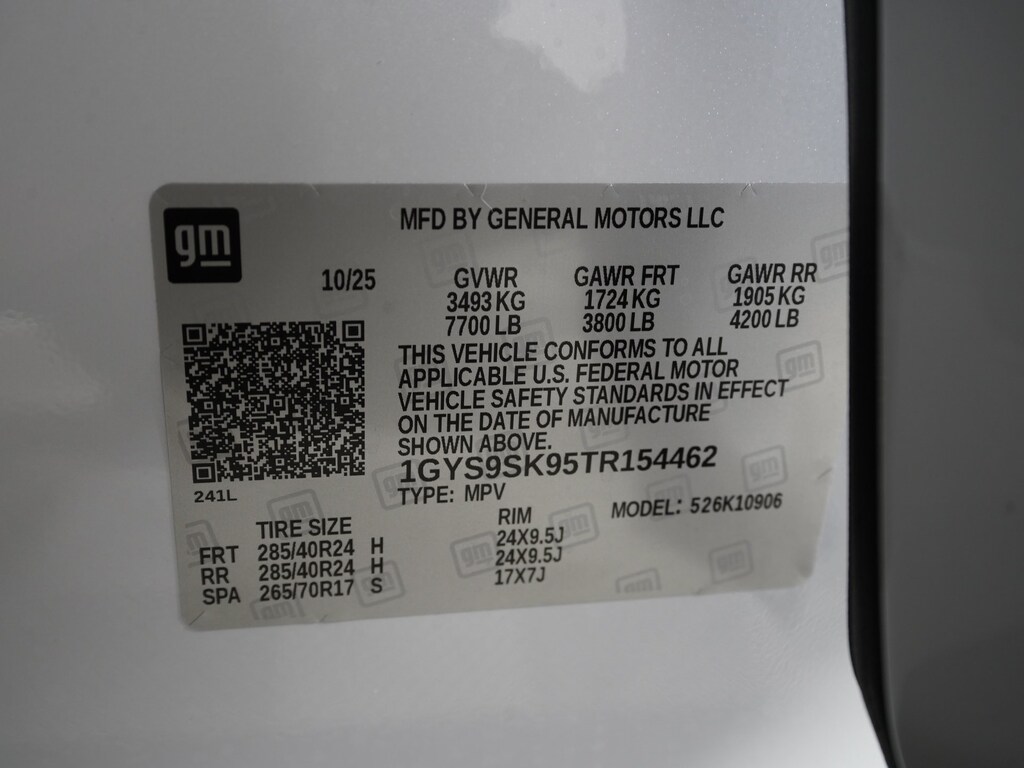 gm
MFD BY GENERAL MOTORS LLC
10/25 GVWR GAWR FRT GAWR RR
3493 KG 1724 KG 1905 KG
7700 LB 3800 LB 4200 LB
THIS VEHICLE CONFORMS TO ALL
APPLICABLE U.S. FEDERAL MOTOR
VEHICLE SAFETY STANDARDS IN EFFECT
ON THE DATE OF MANUFACTURE
SHOWN ABOVE.
1GYS9SK95TR154462
241L
TYPE: MPV MODEL: 526K10906
TIRE SIZE RIM
FRT 285/40R24 H 24X9.5J
RR 285/40R24 H 24X9.5J
SPA 265/70R17 S 17X7J